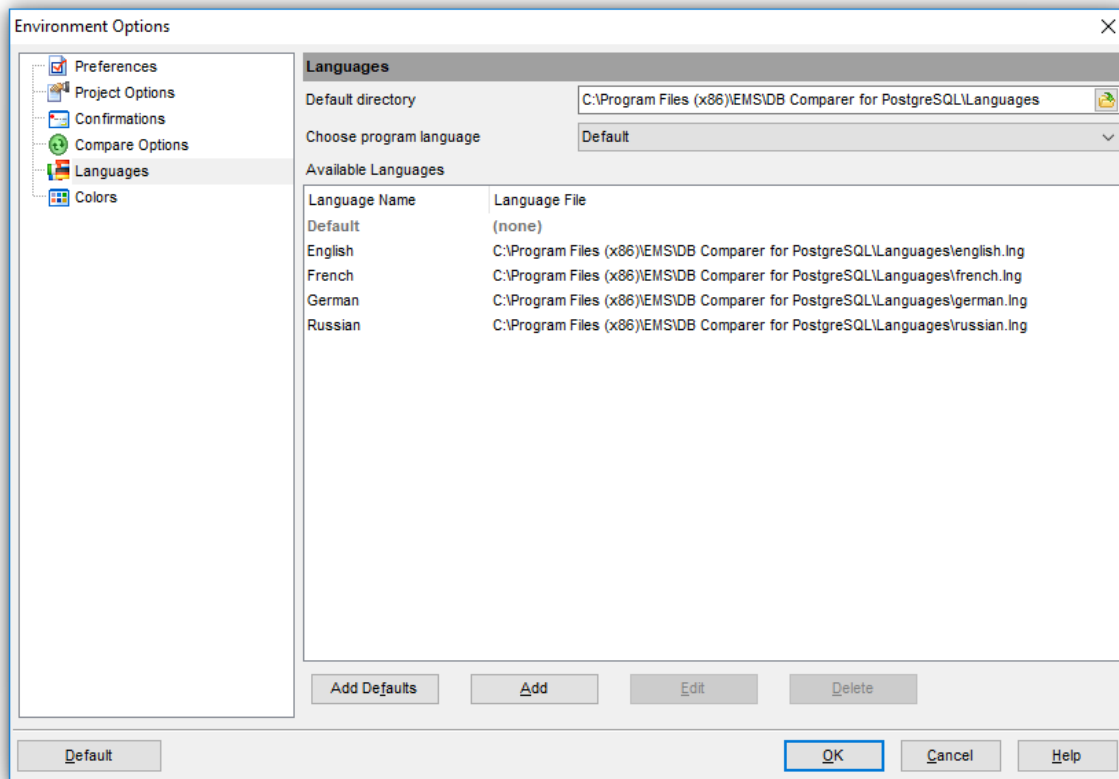 Environment Options
Preferences
Project Options
Confirmations
Compare Options
Languages
Colors
Languages
Default directory C:\Program Files (x86)\EMS\DB Comparer for PostgreSQL\Languages
Choose program language Default
Available Languages
Language Name Language File
Default (none)
English C:\Program Files (x86)\EMS\DB Comparer for PostgreSQL\Languages\english.lng
French C:\Program Files (x86)\EMS\DB Comparer for PostgreSQL\Languages\french.lng
German C:\Program Files (x86)\EMS\DB Comparer for PostgreSQL\Languages\german.lng
Russian C:\Program Files (x86)\EMS\DB Comparer for PostgreSQL\Languages\russian.lng
Add Defaults Add Edit Delete
Default OK Cancel Help